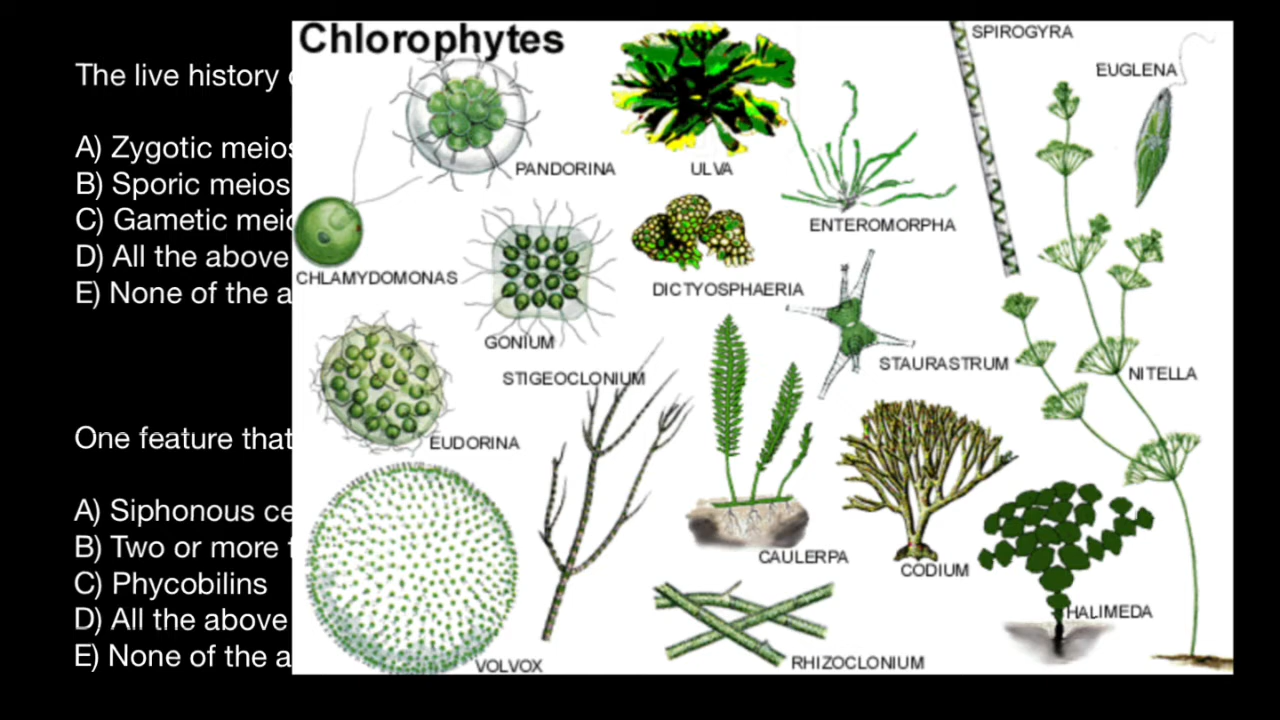 Chlorophytes
SPIROGYRA
EUGLENA
The live history
PANDORINA
ULVA
A) Zygotic meios
B) Sporic meios
C) Gametic meio
D) All the above
E) None of the a
ENTEROMORPHA
CHLAMYDOMONAS
DICTYOSPHAERIA
GONIUM
STAURASTRUM
NITELLA
STIGEOCLONIUM
EUDORINA
One feature that
A) Siphonous ce
B) Two or more
C) Phycobilins
D) All the above
E) None of the a
CAULERPA
CODIUM
HALIMEDA
VOLVOX
RHIZOCLONIUM